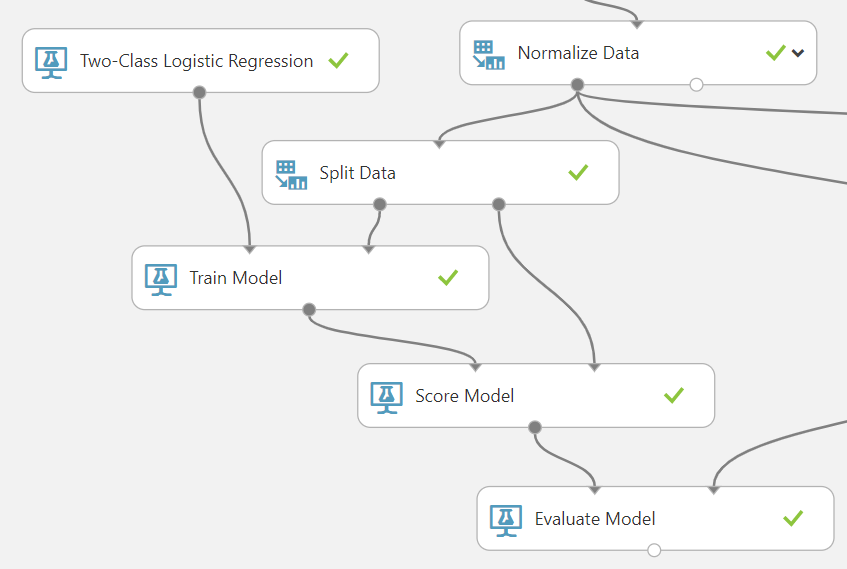 Two-Class Logistic Regression
Normalize Data
Split Data
Train Model
Score Model
Evaluate Model